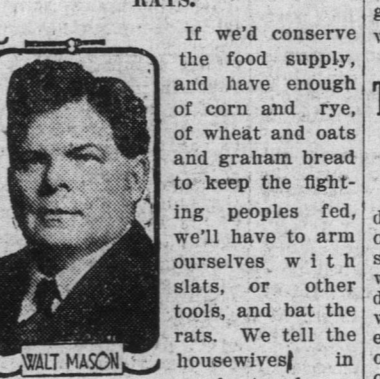 RATS.
If we'd conserve
the food supply,
and have enough
of corn and rye,
of wheat and oats
and graham bread
to keep the fight-
ing peoples fed,
we'll have to arm
ourselves with
slats, or other
tools, and bat the
rats. We tell the
housewives in
WALT MASON